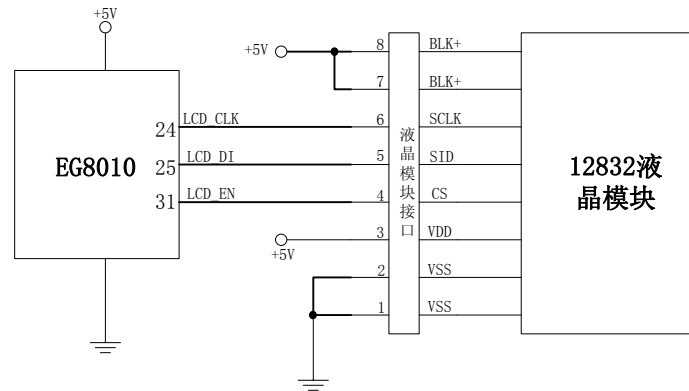 +5V
+5V
8 BLK+
7 BLK+
24 LCD_CLK 6 SCLK
EG8010
25 LCD_DI 5 SID
31 LCD_EN 4 CS
+5V
3 VDD
2 VSS
1 VSS
液晶模块接口
12832液
晶模块